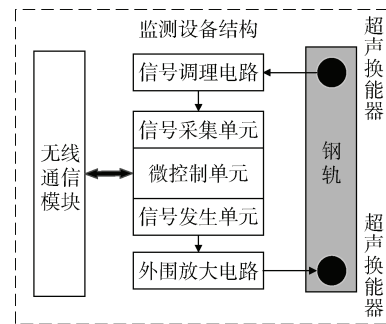 监测设备结构
超声换能器
信号调理电路
信号采集单元
无线
通信
模块
微控制单元
钢轨
信号发生单元
外围放大电路
超声换能器